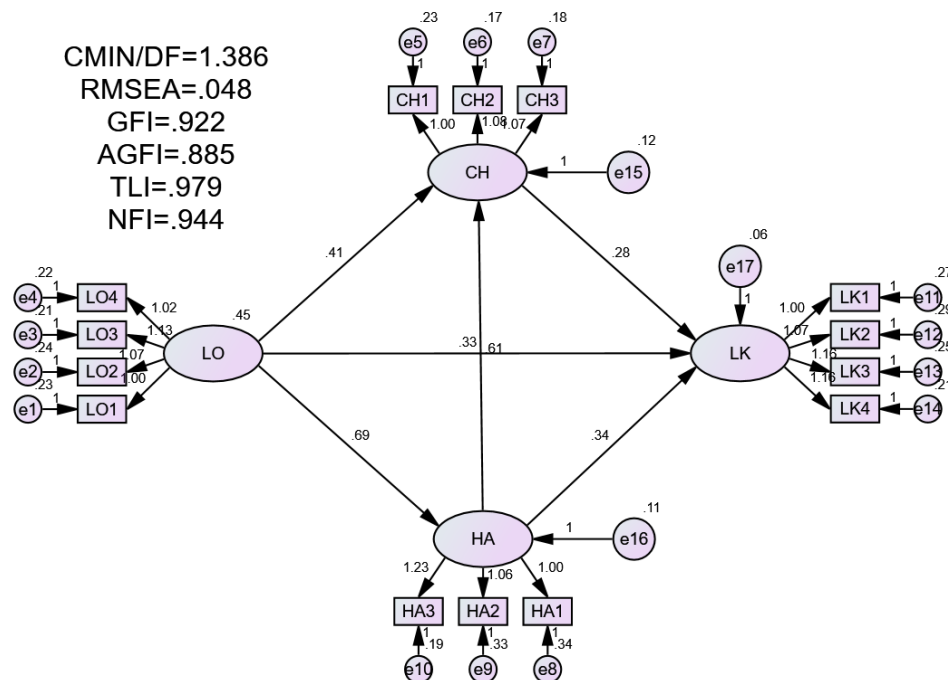 CMIN/DF=1.386
RMSEA=.048
GFI=.922
AGFI=.885
TLI=.979
NFI=.944
.23 .17 .18
e5 e6 e7
1 1 1
CH1 CH2 CH3
1.00 1.08 1.07
CH
1
.12
e15
.41
.28
.06
e17
1
.22
e4 1 LO4 1.02
.21
e3 1 LO3 1.13
.24
e2 1 LO2 1.07
.23
e1 1 LO1 1.00
.45
LO
.33 .61
LK
1.00 LK1 1 e11 .27
1.07 LK2 1 e12 .29
1.16 LK3 1 e13 .25
1.16 LK4 1 e14 .21
.69
.34
HA
1
.11
e16
1.23 1.06 1.00
HA3 HA2 HA1
1 1 1
.19 .33 .34
e10 e9 e8